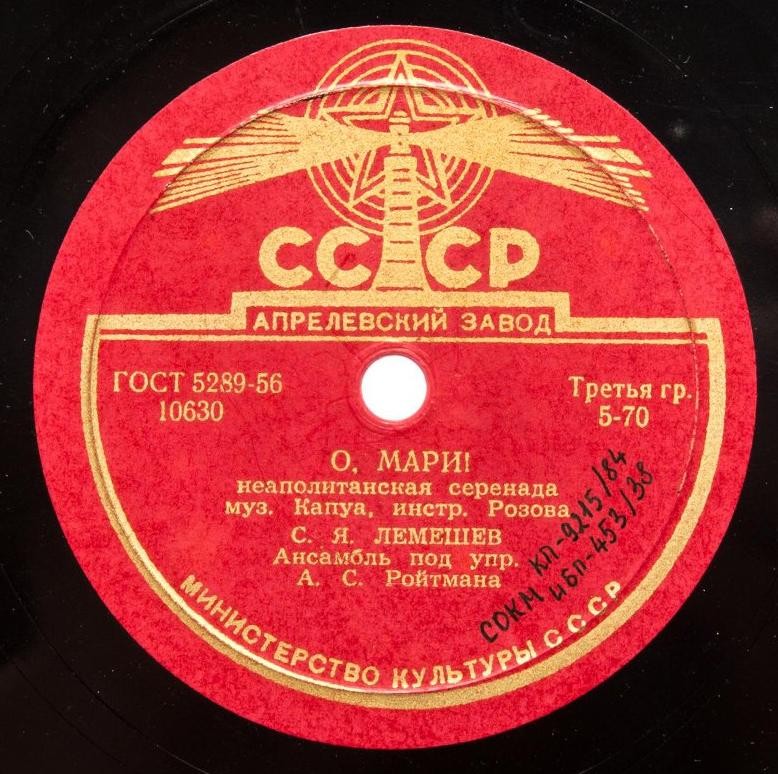 СССР
АПРЕЛЕВСКИЙ ЗАВОД
ГОСТ 5289-56
10630
Третья гр.
5-70
О, МАРИ!
неаполитанская серенада
муз. Капуа, инстр. Розова
С. Я. ЛЕМЕШЕВ
Ансамбль под упр.
А. С. Ройтмана
СОКМ КП-9215/84
ИБП-453/38
МИНИСТЕРСТВО КУЛЬТУРЫ СССР